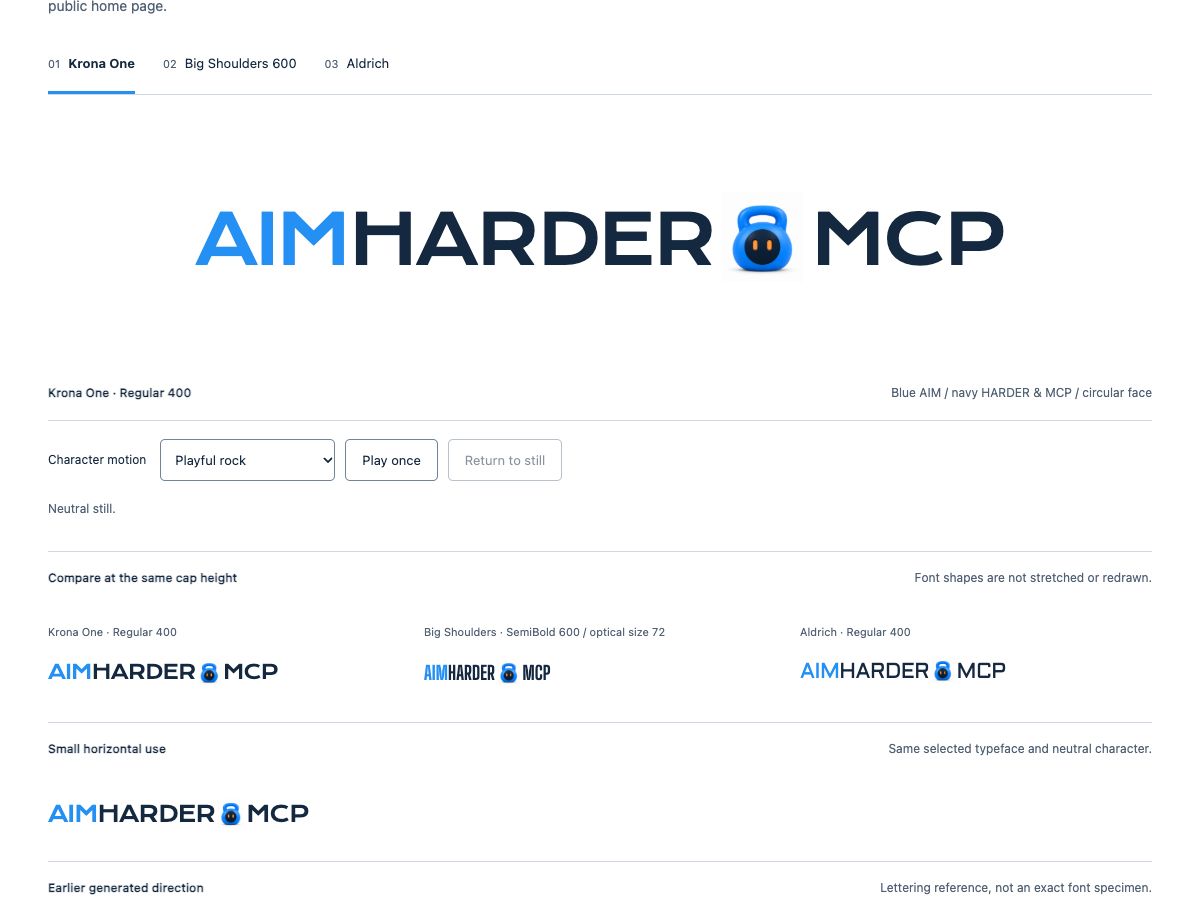 public home page.
01 Krona One 02 Big Shoulders 600 03 Aldrich
AIMHARDER MCP
Krona One · Regular 400 Blue AIM / navy HARDER & MCP / circular face
Character motion Playful rock Play once Return to still
Neutral still.
Compare at the same cap height Font shapes are not stretched or redrawn.
Krona One · Regular 400 Big Shoulders · SemiBold 600 / optical size 72 Aldrich · Regular 400
AIMHARDER MCP AIMHARDER MCP AIMHARDER MCP
Small horizontal use Same selected typeface and neutral character.
AIMHARDER MCP
Earlier generated direction Lettering reference, not an exact font specimen.